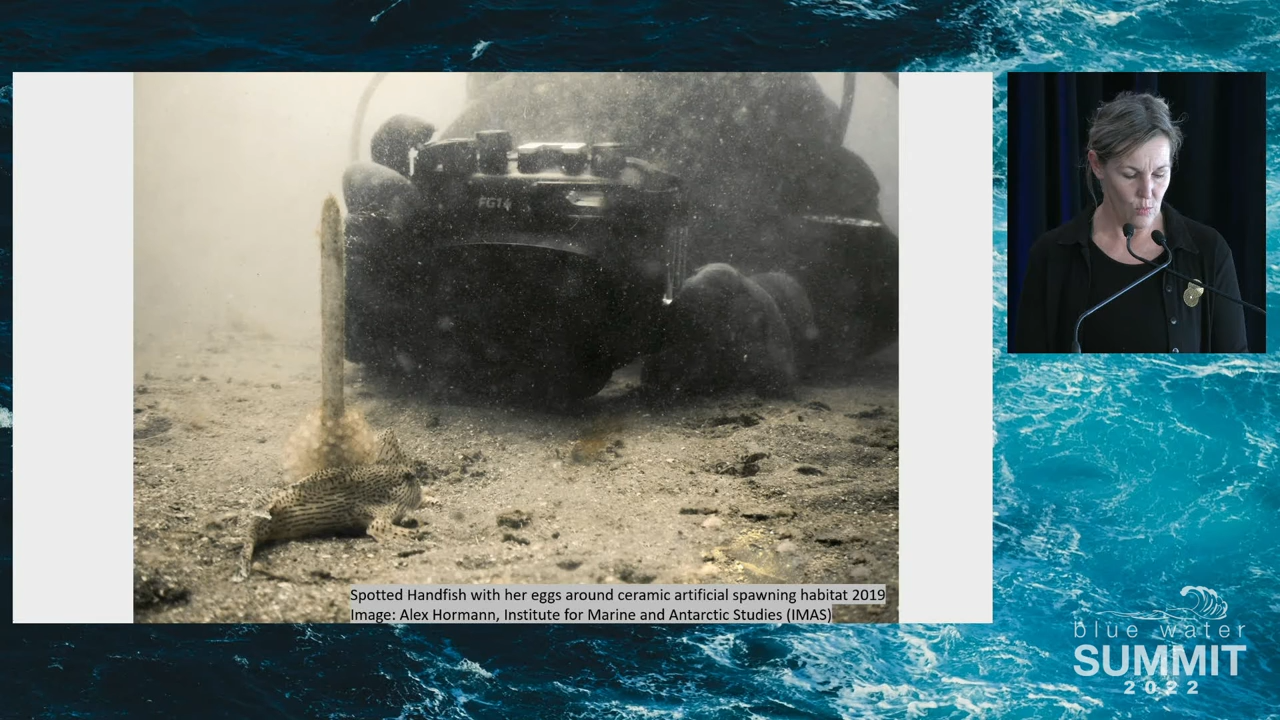 FG14
Spotted Handfish with her eggs around ceramic artificial spawning habitat 2019
Image: Alex Hormann, Institute for Marine and Antarctic Studies (IMAS)
blue water
SUMMIT
2022